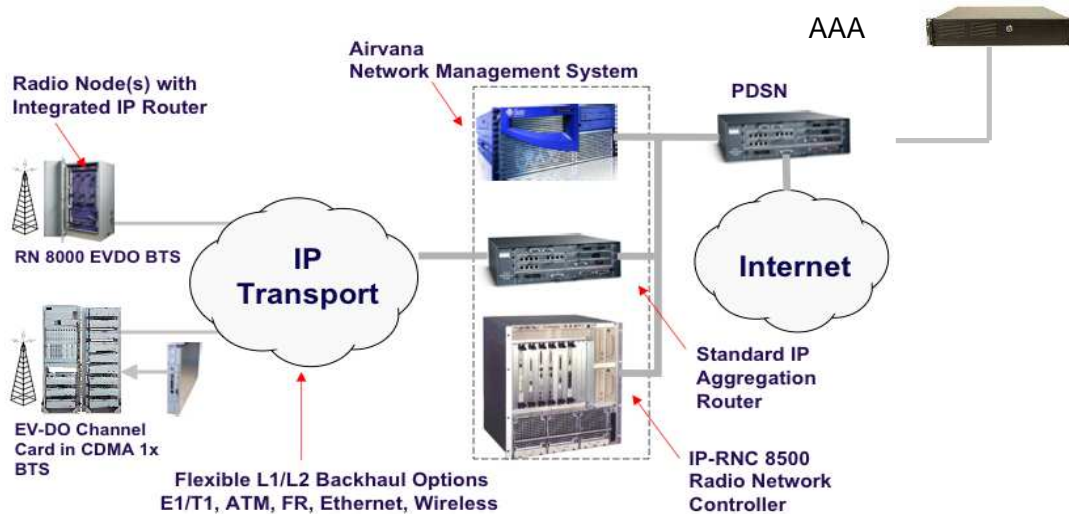 AAA
Airvana
Network Management System
Radio Node(s) with
Integrated IP Router
PDSN
RN 8000 EVDO BTS
IP
Transport
Internet
Standard IP
Aggregation
Router
EV-DO Channel
Card in CDMA 1x
BTS
Flexible L1/L2 Backhaul Options
E1/T1, ATM, FR, Ethernet, Wireless
IP-RNC 8500
Radio Network
Controller